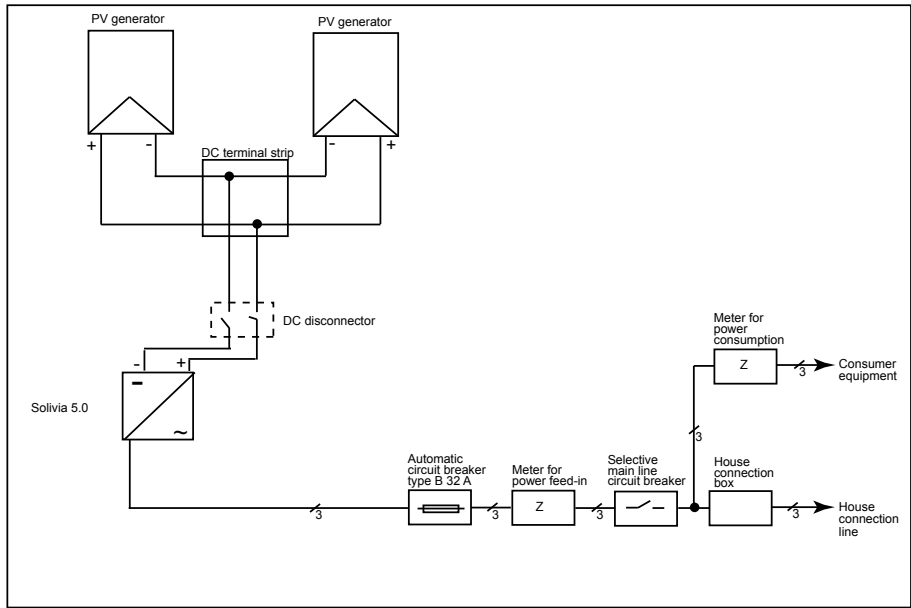 PV generator
PV generator
+
-
-
+
DC terminal strip
DC disconnector
-
+
Solivia 5.0
~
3
Automatic
circuit breaker
type B 32 A
3
Meter for
power feed-in
Z
3
Selective
main line
circuit breaker
3
Meter for
power
consumption
Z
3
Consumer
equipment
House
connection
box
3
House
connection
line